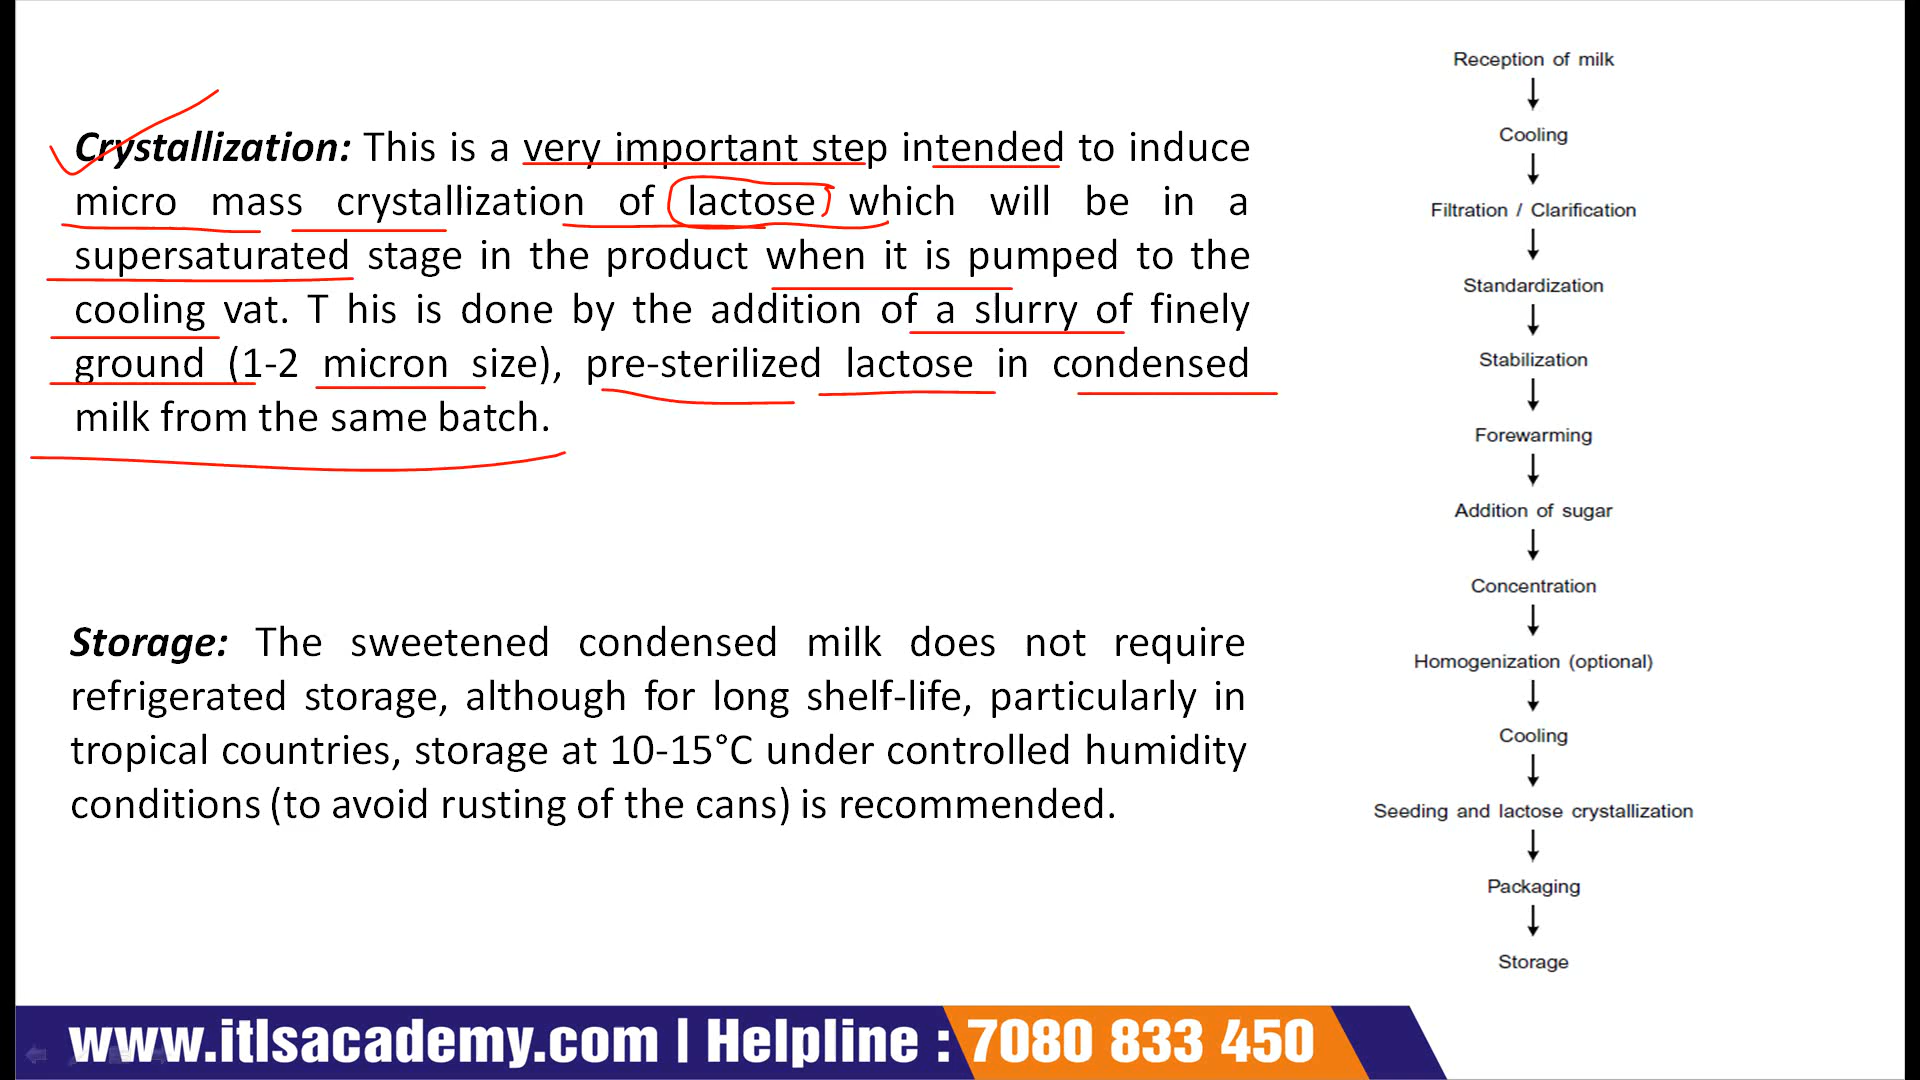 Crystallization: This is a very important step intended to induce
micro mass crystallization of lactose which will be in a
supersaturated stage in the product when it is pumped to the
cooling vat. T his is done by the addition of a slurry of finely
ground (1-2 micron size), pre-sterilized lactose in condensed
milk from the same batch.
Storage: The sweetened condensed milk does not require
refrigerated storage, although for long shelf-life, particularly in
tropical countries, storage at 10-15°C under controlled humidity
conditions (to avoid rusting of the cans) is recommended.
Reception of milk
Cooling
Filtration / Clarification
Standardization
Stabilization
Forewarming
Addition of sugar
Concentration
Homogenization (optional)
Cooling
Seeding and lactose crystallization
Packaging
Storage
www.itlsacademy.com | Helpline : 7080 833 450